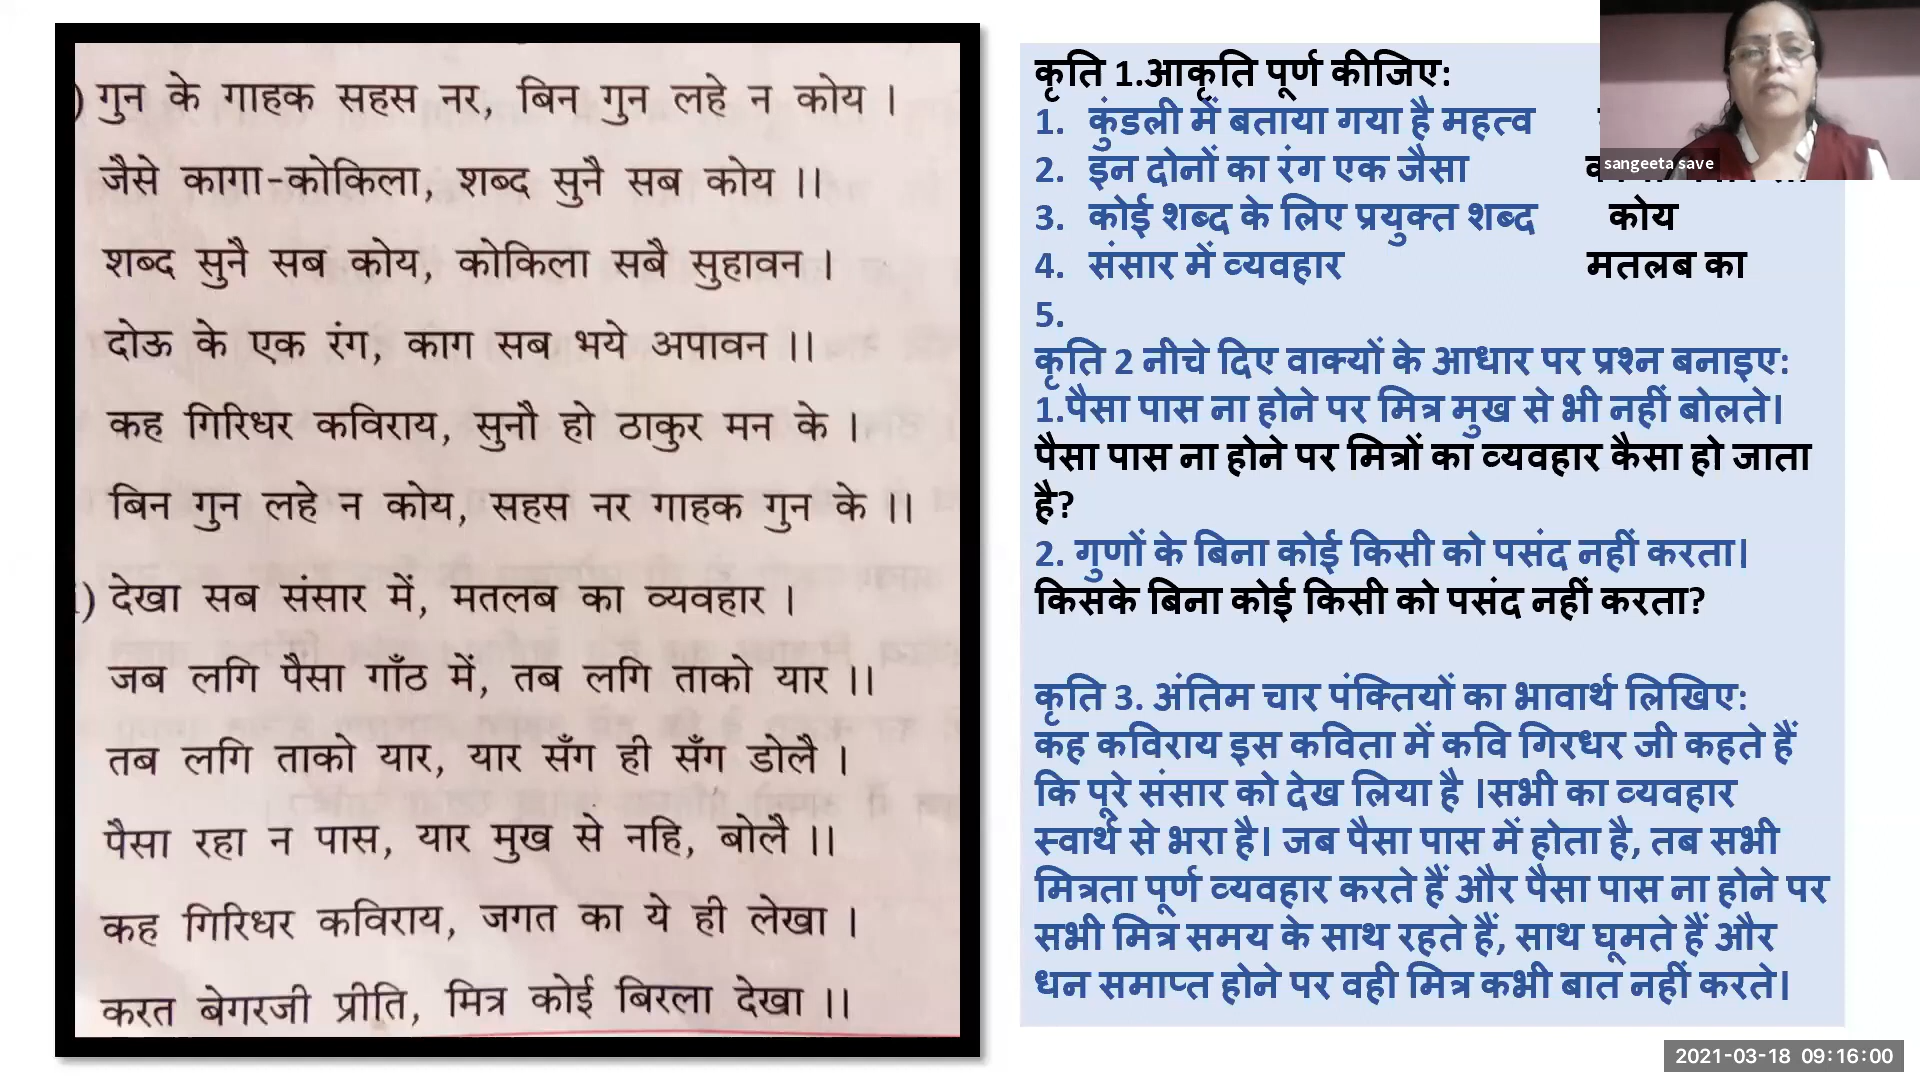 ) गुन के गाहक सहस नर, बिन गुन लहे न कोय ।
जैसे कागा-कोकिला, शब्द सुनै सब कोय ।।
शब्द सुनै सब कोय, कोकिला सबै सुहावन ।
दोऊ के एक रंग, काग सब भये अपावन ।।
कह गिरिधर कविराय, सुनौ हो ठाकुर मन के ।
बिन गुन लहे न कोय, सहस नर गाहक गुन के ।।
) देखा सब संसार में, मतलब का व्यवहार ।
जब लगि पैसा गाँठ में, तब लगि ताको यार ।।
तब लगि ताको यार, यार सँग ही सँग डोलै ।
पैसा रहा न पास, यार मुख से नहि, बोलै ।।
कह गिरिधर कविराय, जगत का ये ही लेखा ।
करत बेगरजी प्रीति, मित्र कोई बिरला देखा ।।
कृति 1.आकृति पूर्ण कीजिए:
1. कुंडली में बताया गया है महत्व
2. इन दोनों का रंग एक जैसा
3. कोई शब्द के लिए प्रयुक्त शब्द कोय
4. संसार में व्यवहार मतलब का
5.
कृति 2 नीचे दिए वाक्यों के आधार पर प्रश्न बनाइए:
1.पैसा पास ना होने पर मित्र मुख से भी नहीं बोलते।
पैसा पास ना होने पर मित्रों का व्यवहार कैसा हो जाता
है?
2. गुणों के बिना कोई किसी को पसंद नहीं करता।
किसके बिना कोई किसी को पसंद नहीं करता?
कृति 3. अंतिम चार पंक्तियों का भावार्थ लिखिए:
कह कविराय इस कविता में कवि गिरधर जी कहते हैं
कि पूरे संसार को देख लिया है ।सभी का व्यवहार
स्वार्थ से भरा है। जब पैसा पास में होता है, तब सभी
मित्रता पूर्ण व्यवहार करते हैं और पैसा पास ना होने पर
सभी मित्र समय के साथ रहते हैं, साथ घूमते हैं और
धन समाप्त होने पर वही मित्र कभी बात नहीं करते।
sangeeta save
2021-03-18 09:16:00